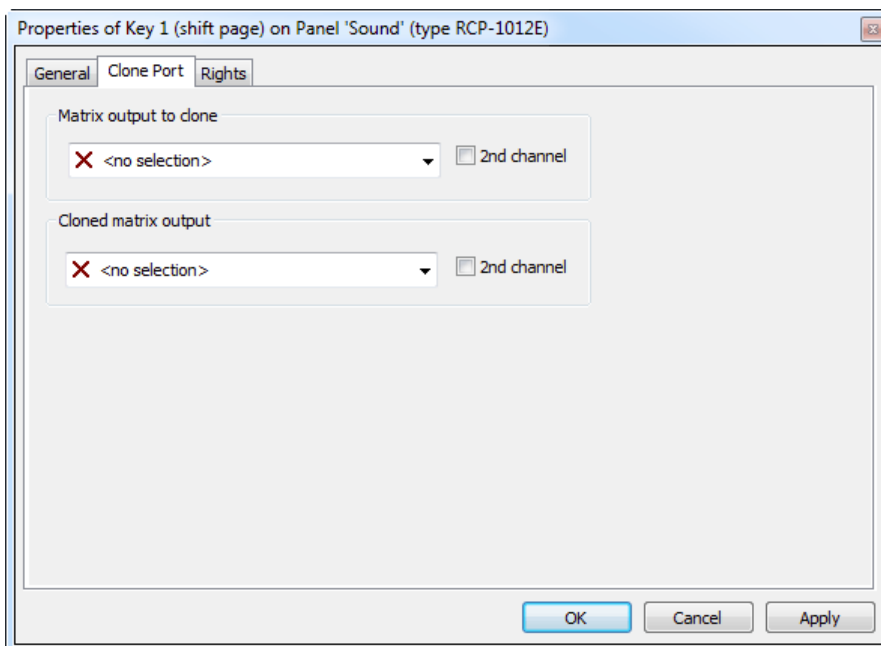 Properties of Key 1 (shift page) on Panel 'Sound' (type RCP-1012E)
General Clone Port Rights
Matrix output to clone
<no selection> 2nd channel
Cloned matrix output
<no selection> 2nd channel
OK Cancel Apply